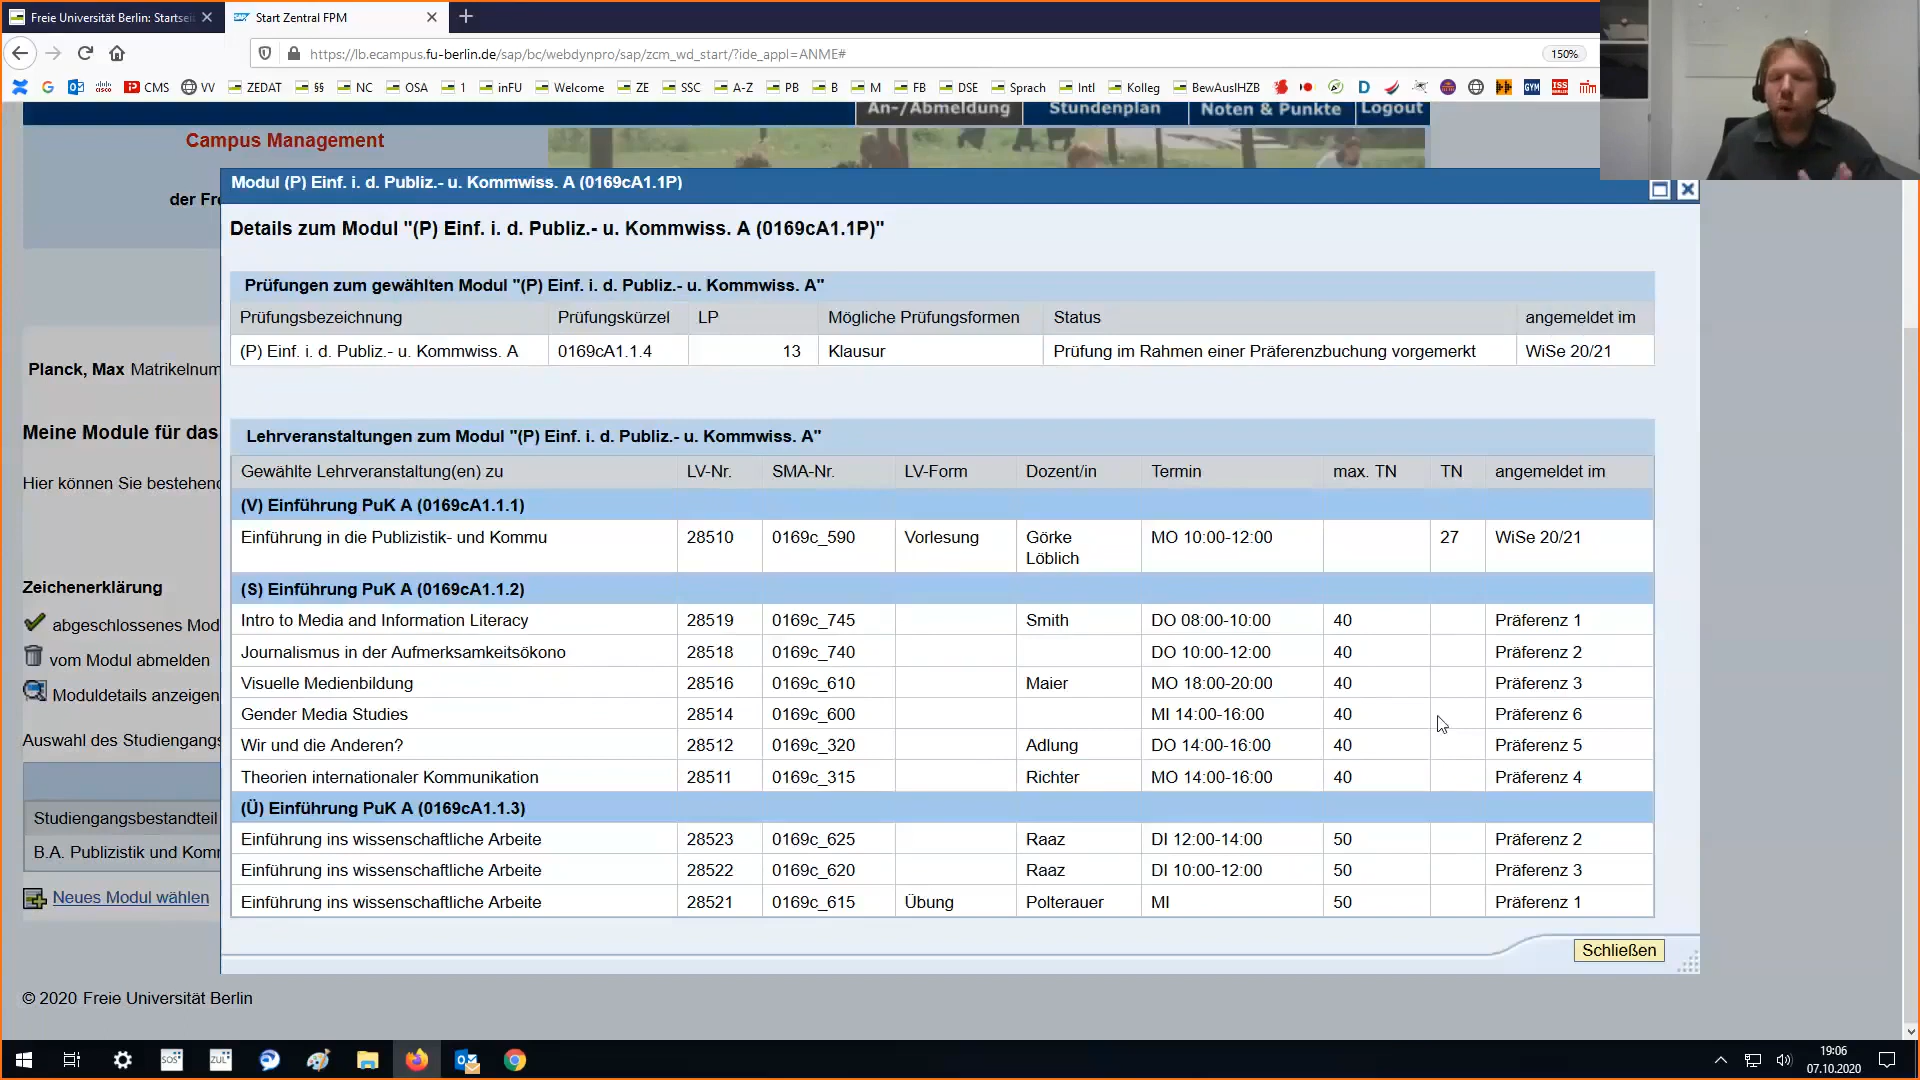 Freie Universität Berlin: Startsei
Start Zentral FPM
https://lb.ecampus.fu-berlin.de/sap/bc/webdynpro/sap/zcm_wd_start/?ide_appl=ANME#
150%
CMS VV ZEDAT §§ NC OSA 1 inFU Welcome ZE SSC A-Z PB B M FB DSE Sprach Intl Kolleg BewAusIHZB
An-/Abmeldung Stundenplan Noten & Punkte Logout
Campus Management
der Fre
Modul (P) Einf. i. d. Publiz.- u. Kommwiss. A (0169cA1.1P)
Details zum Modul "(P) Einf. i. d. Publiz.- u. Kommwiss. A (0169cA1.1P)"
Prüfungen zum gewählten Modul "(P) Einf. i. d. Publiz.- u. Kommwiss. A"
Prüfungsbezeichnung Prüfungskürzel LP Mögliche Prüfungsformen Status angemeldet im
(P) Einf. i. d. Publiz.- u. Kommwiss. A 0169cA1.1.4 13 Klausur Prüfung im Rahmen einer Präferenzbuchung vorgemerkt WiSe 20/21
Planck, Max Matrikelnum
Meine Module für das
Hier können Sie bestehend
Lehrveranstaltungen zum Modul "(P) Einf. i. d. Publiz.- u. Kommwiss. A"
Gewählte Lehrveranstaltung(en) zu LV-Nr. SMA-Nr. LV-Form Dozent/in Termin max. TN TN angemeldet im
(V) Einführung PuK A (0169cA1.1.1)
Einführung in die Publizistik- und Kommu 28510 0169c_590 Vorlesung Görke Löblich MO 10:00-12:00 27 WiSe 20/21
(S) Einführung PuK A (0169cA1.1.2)
Intro to Media and Information Literacy 28519 0169c_745 Smith DO 08:00-10:00 40 Präferenz 1
Journalismus in der Aufmerksamkeitsökono 28518 0169c_740 DO 10:00-12:00 40 Präferenz 2
Visuelle Medienbildung 28516 0169c_610 Maier MO 18:00-20:00 40 Präferenz 3
Gender Media Studies 28514 0169c_600 MI 14:00-16:00 40 Präferenz 6
Wir und die Anderen? 28512 0169c_320 Adlung DO 14:00-16:00 40 Präferenz 5
Theorien internationaler Kommunikation 28511 0169c_315 Richter MO 14:00-16:00 40 Präferenz 4
(Ü) Einführung PuK A (0169cA1.1.3)
Einführung ins wissenschaftliche Arbeite 28523 0169c_625 Raaz DI 12:00-14:00 50 Präferenz 2
Einführung ins wissenschaftliche Arbeite 28522 0169c_620 Raaz DI 10:00-12:00 50 Präferenz 3
Einführung ins wissenschaftliche Arbeite 28521 0169c_615 Übung Polterauer MI 50 Präferenz 1
Schließen
Zeichenerklärung
abgeschlossenes Mod
vom Modul abmelden
Moduldetails anzeigen
Auswahl des Studiengangs
Studiengangsbestandteil
B.A. Publizistik und Komm
Neues Modul wählen
© 2020 Freie Universität Berlin
SOS ZUL
19:06
07.10.2020